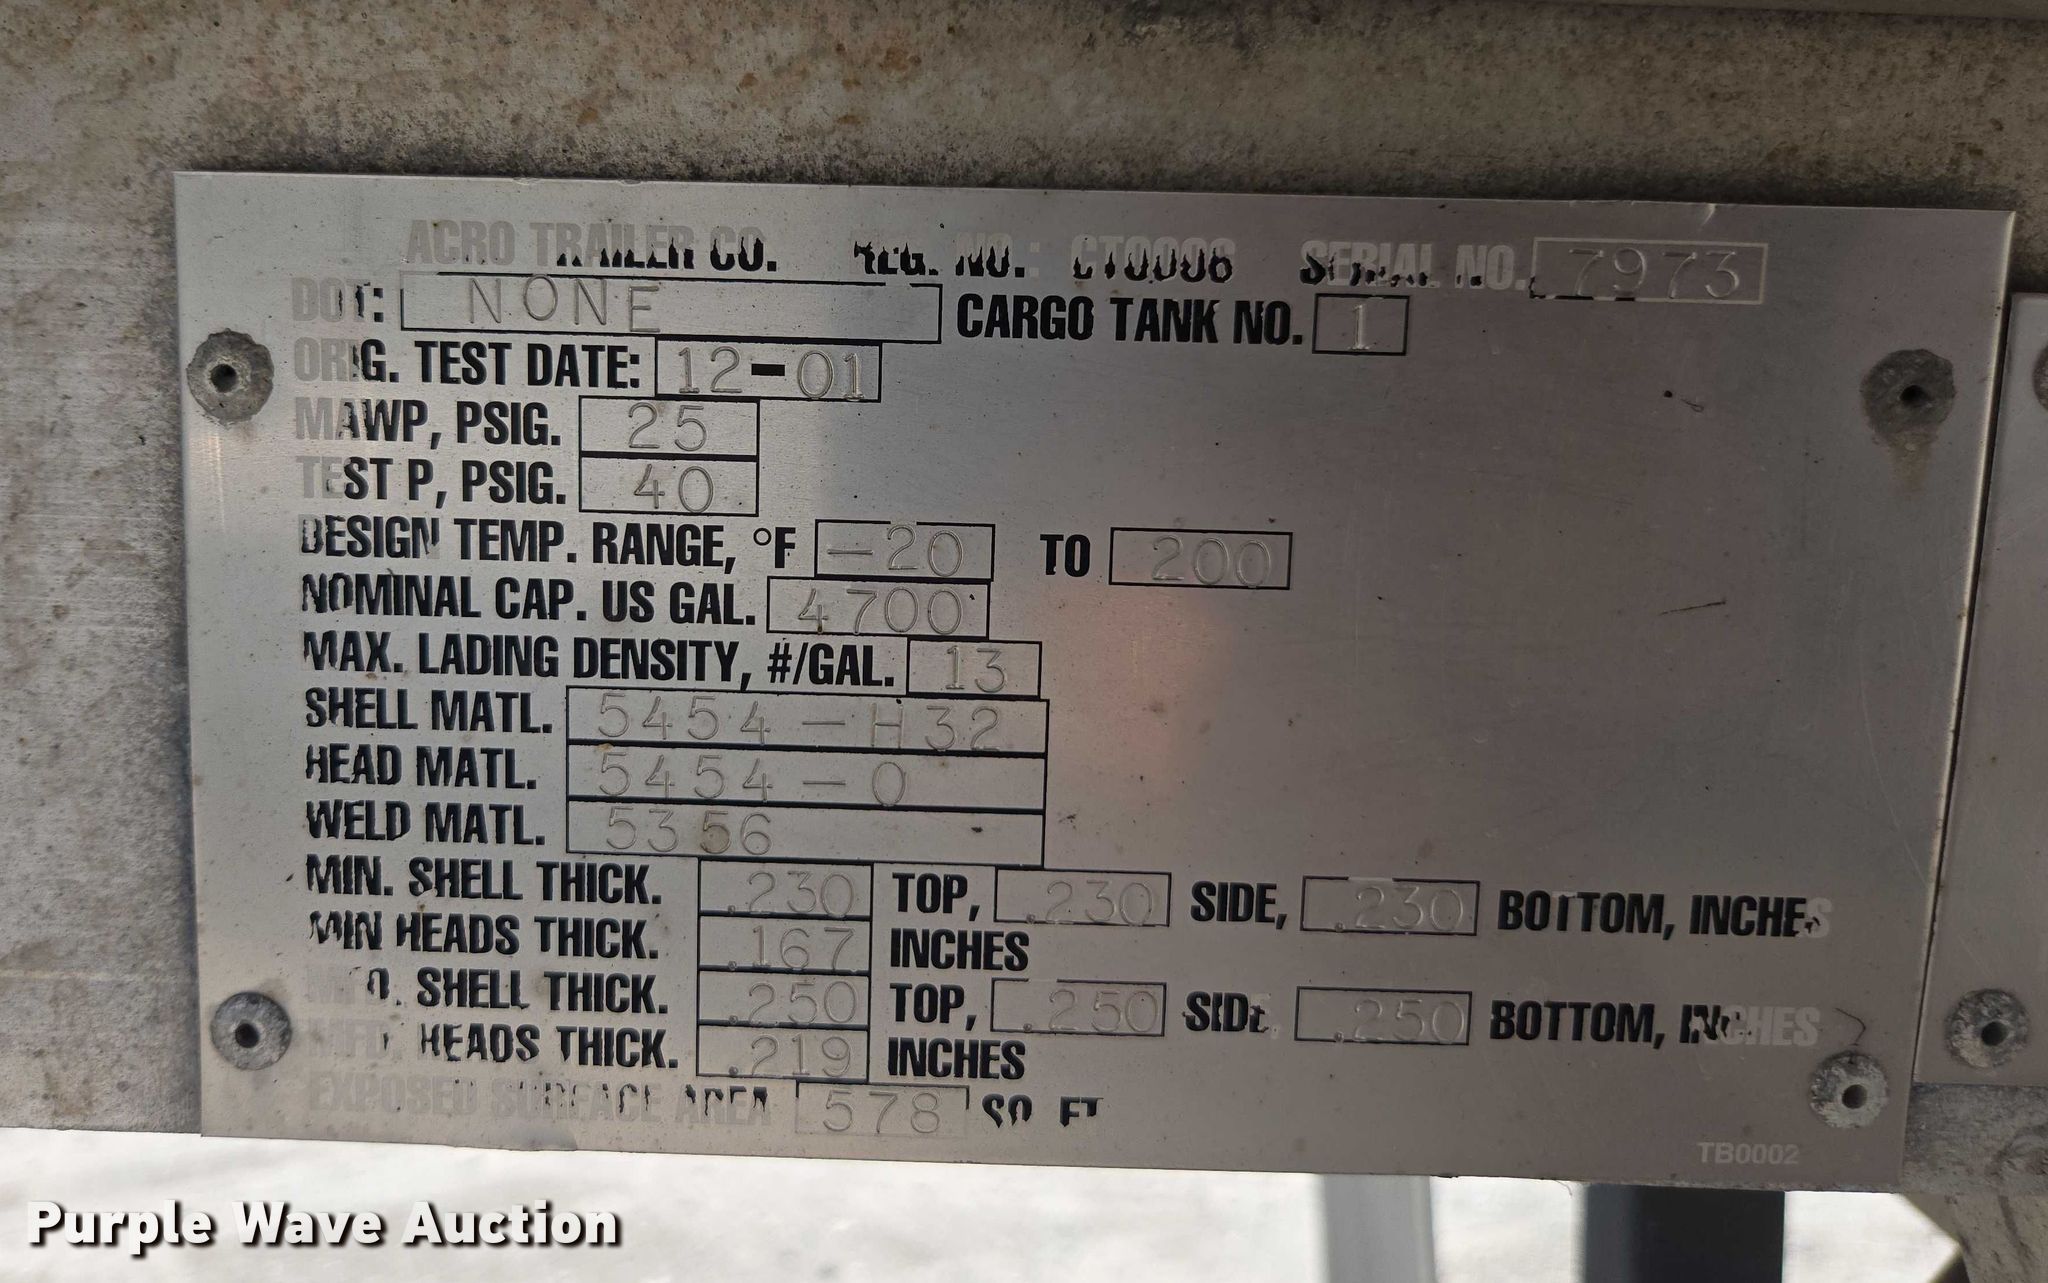 ACRO TRAILER CO. REG. NO.: CT0006 SERIAL NO. 7973
DOT: NONE CARGO TANK NO. 1
ORIG. TEST DATE: 12-01
MAWP, PSIG. 25
TEST P, PSIG. 40
DESIGN TEMP. RANGE, °F -20 TO 200
NOMINAL CAP. US GAL. 4700
MAX. LADING DENSITY, #/GAL. 13
SHELL MATL. 5454-H32
HEAD MATL. 5454-0
WELD MATL. 5356
MIN. SHELL THICK. .230 TOP, .230 SIDE, .230 BOTTOM, INCHES
MIN HEADS THICK. .167 INCHES
MFD. SHELL THICK. .250 TOP, .250 SIDE, .250 BOTTOM, INCHES
MFD. HEADS THICK. .219 INCHES
EXPOSED SURFACE AREA 578 SQ. FT.
TB0002
Purple Wave Auction